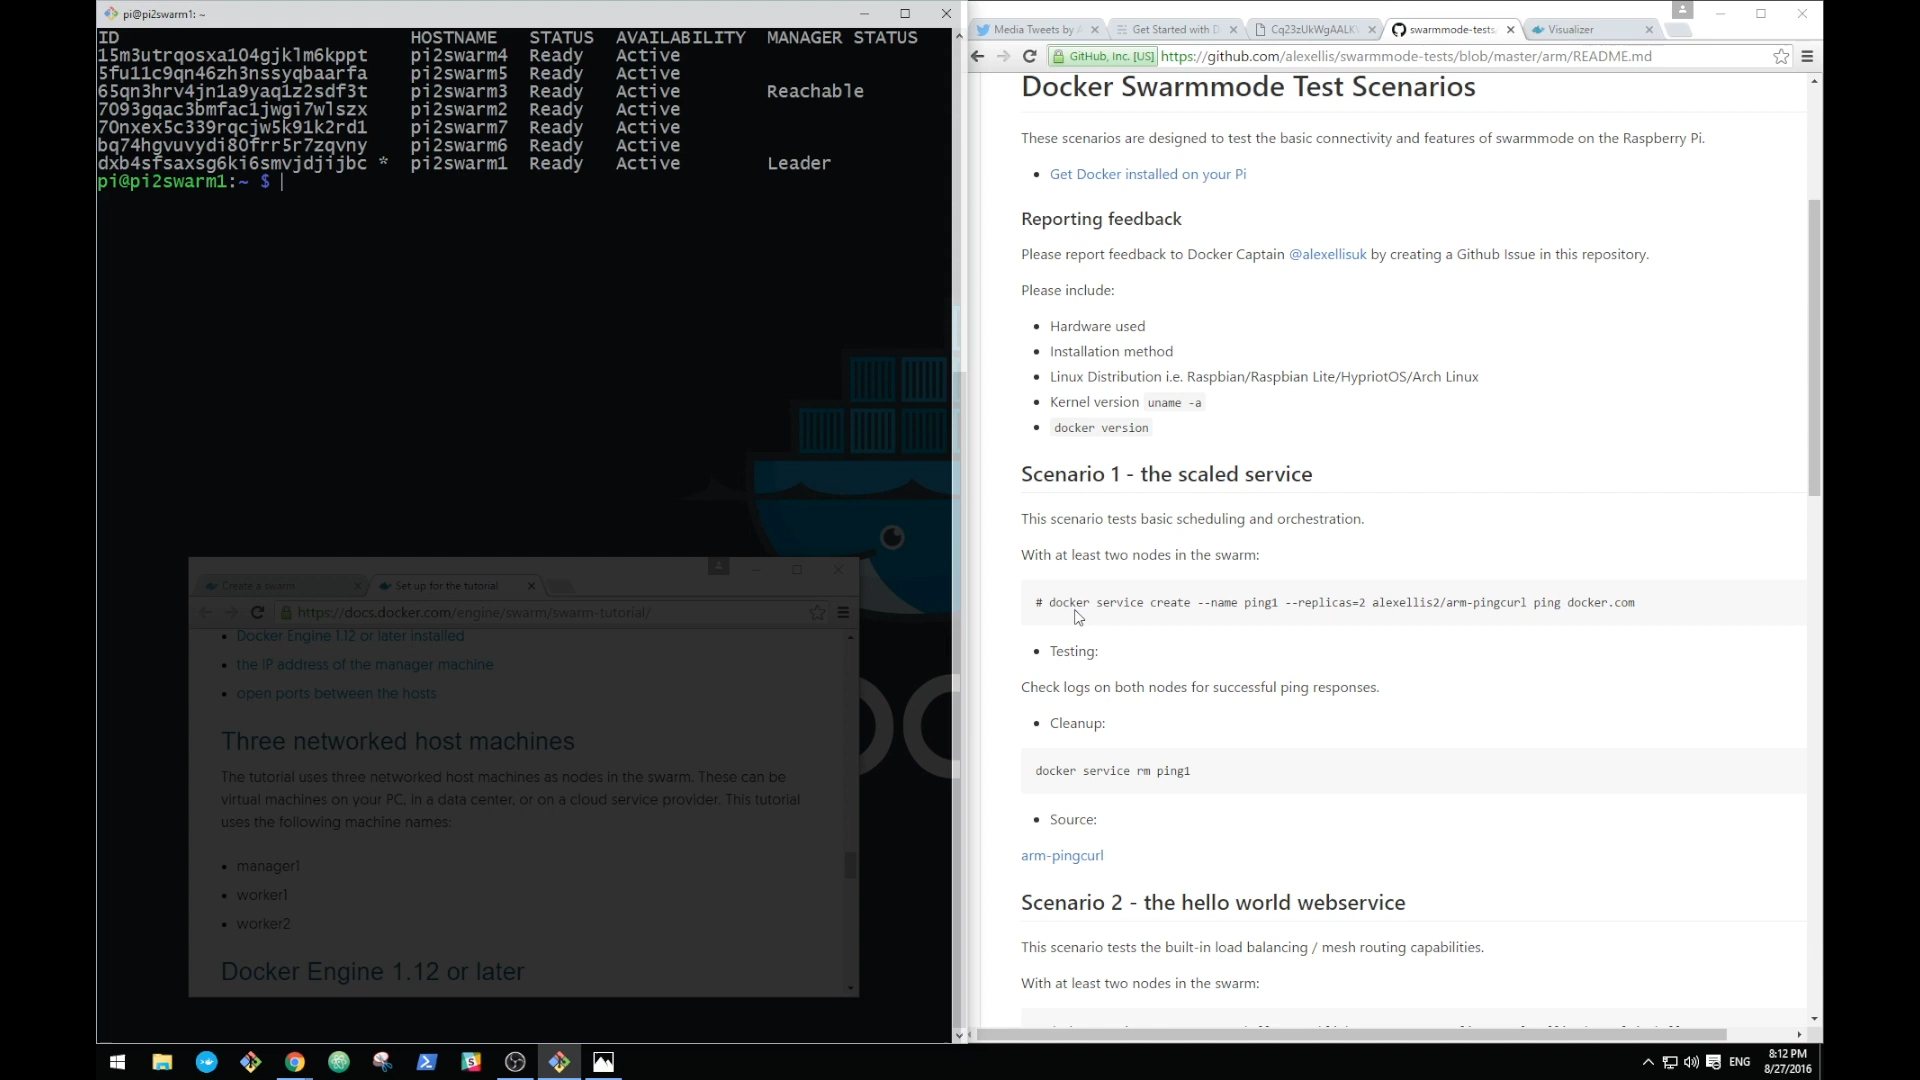 pi@pi2swarm1: ~
ID HOSTNAME STATUS AVAILABILITY MANAGER STATUS
15m3utrqosxa104gjklm6kppt pi2swarm4 Ready Active
5fu11c9qn46zh3nssyqbaarfa pi2swarm5 Ready Active
65qn3hrv4jn1a9yaq1z2sdf3t pi2swarm3 Ready Active Reachable
7093gqac3bmfac1jwgi7wlszx pi2swarm2 Ready Active
70nxex5c339rqcjw5k91k2rd1 pi2swarm7 Ready Active
bq74hgvuvydi80frr5r7zqvny pi2swarm6 Ready Active
dxb4sfsaxsg6ki6smvjdjijbc * pi2swarm1 Ready Active Leader
pi@pi2swarm1:~ $
Create a swarm
Set up for the tutorial
https://docs.docker.com/engine/swarm/swarm-tutorial/
• Docker Engine 1.12 or later installed
• the IP address of the manager machine
• open ports between the hosts
Three networked host machines
The tutorial uses three networked host machines as nodes in the swarm. These can be
virtual machines on your PC, in a data center, or on a cloud service provider. This tutorial
uses the following machine names:
• manager1
• worker1
• worker2
Docker Engine 1.12 or later
Media Tweets by
Get Started with D
Cq23zUkWgAALK
swarmmode-tests
Visualizer
GitHub, Inc. [US] https://github.com/alexellis/swarmmode-tests/blob/master/arm/README.md
Docker Swarmmode Test Scenarios
These scenarios are designed to test the basic connectivity and features of swarmmode on the Raspberry Pi.
• Get Docker installed on your Pi
Reporting feedback
Please report feedback to Docker Captain @alexellisuk by creating a Github Issue in this repository.
Please include:
• Hardware used
• Installation method
• Linux Distribution i.e. Raspbian/Raspbian Lite/HypriotOS/Arch Linux
• Kernel version uname -a
• docker version
Scenario 1 - the scaled service
This scenario tests basic scheduling and orchestration.
With at least two nodes in the swarm:
# docker service create --name ping1 --replicas=2 alexellis2/arm-pingcurl ping docker.com
• Testing:
Check logs on both nodes for successful ping responses.
• Cleanup:
docker service rm ping1
• Source:
arm-pingcurl
Scenario 2 - the hello world webservice
This scenario tests the built-in load balancing / mesh routing capabilities.
With at least two nodes in the swarm:
ENG
8:12 PM
8/27/2016